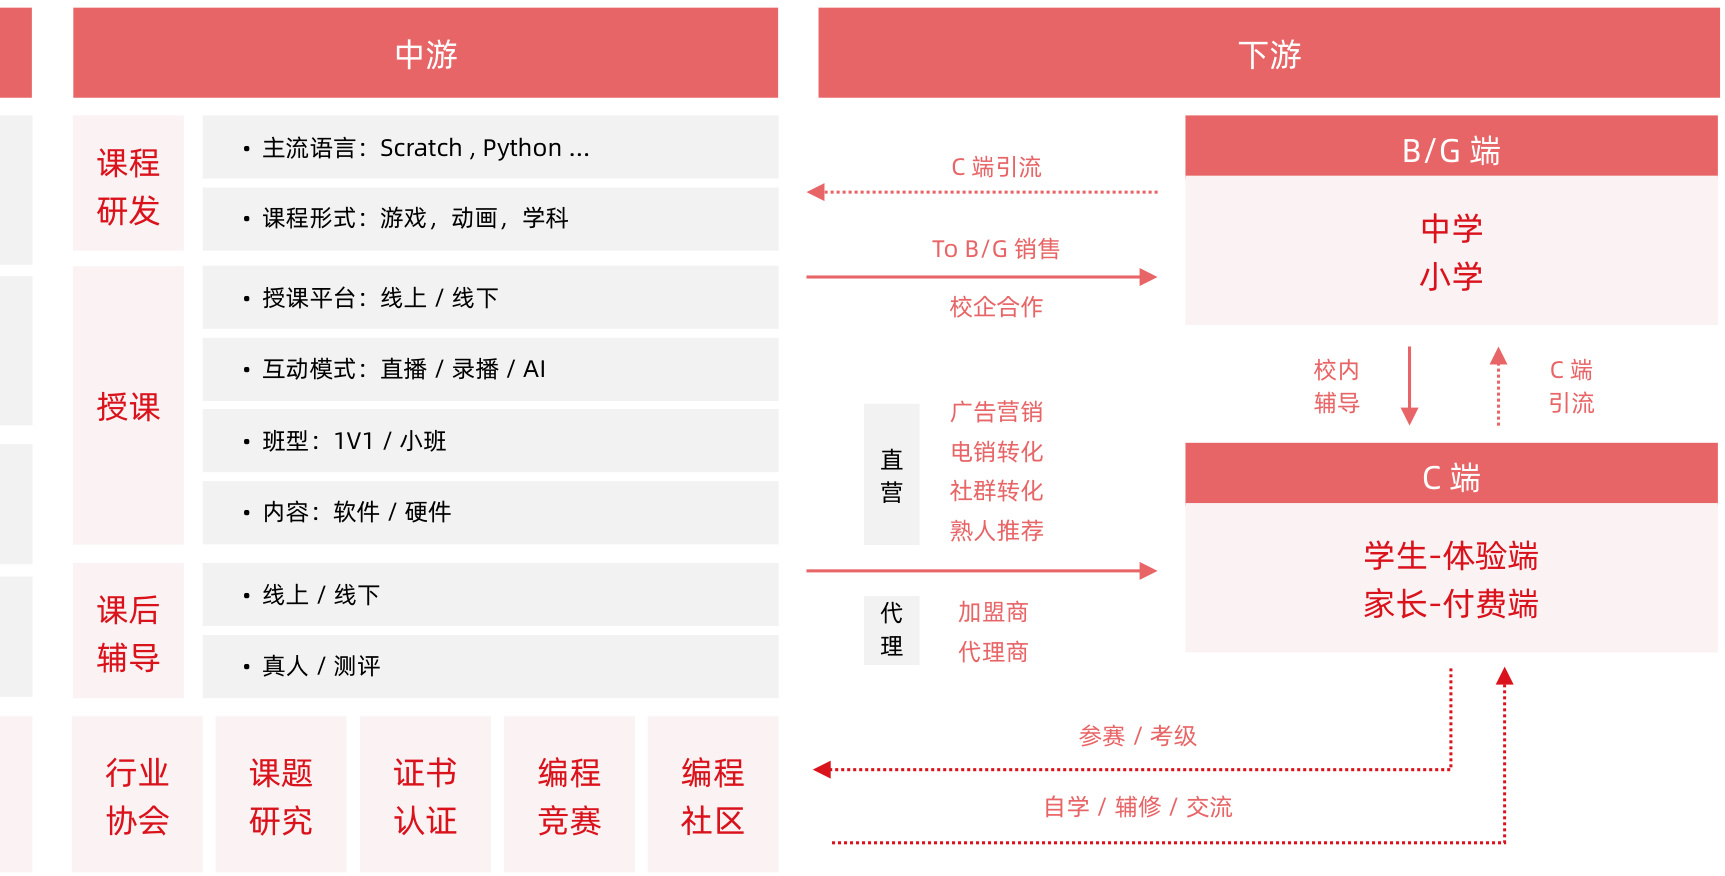 中游
课程
研发
• 主流语言：Scratch , Python ...
• 课程形式：游戏，动画，学科
授课
• 授课平台：线上 / 线下
• 互动模式：直播 / 录播 / AI
• 班型：1V1 / 小班
• 内容：软件 / 硬件
课后
辅导
• 线上 / 线下
• 真人 / 测评
行业
协会
课题
研究
证书
认证
编程
竞赛
编程
社区
下游
C 端引流
To B/G 销售
校企合作
B/G 端
中学
小学
校内
辅导
C 端
引流
直
营
广告营销
电销转化
社群转化
熟人推荐
代
理
加盟商
代理商
C 端
学生-体验端
家长-付费端
参赛 / 考级
自学 / 辅修 / 交流